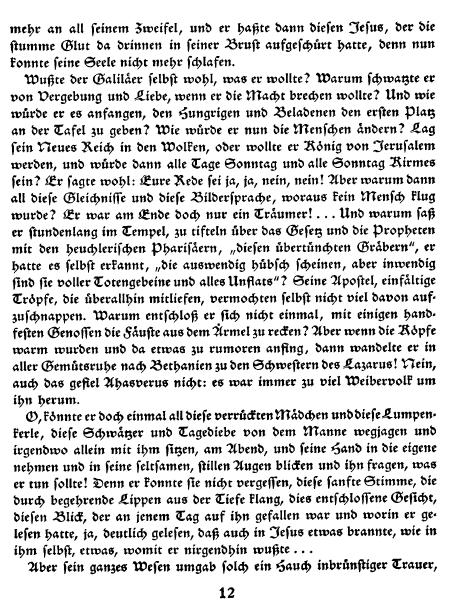 mehr an all seinem Zweifel, und er haßte dann diesen Jesus, der die
stumme Glut da drinnen in seiner Brust aufgeschürt hatte, denn nun
konnte seine Seele nicht mehr schlafen.
Wußte der Galiläer selbst wohl, was er wollte? Warum schwatzte er
von Vergebung und Liebe, wenn er die Macht brechen wollte? Und wie
würde er es anfangen, den Hungrigen und Beladenen den ersten Platz
an der Tafel zu geben? Wie würde er nun die Menschen ändern? Lag
sein Neues Reich in den Wolken, oder wollte er König von Jerusalem
werden, und würde dann alle Tage Sonntag und alle Sonntag Kirmes
sein? Er sagte wohl: Eure Rede sei ja, ja, nein, nein! Aber warum dann
all diese Gleichnisse und diese Bildersprache, woraus kein Mensch klug
wurde? Er war am Ende doch nur ein Träumer! ... Und warum saß
er stundenlang im Tempel, zu tifteln über das Gesetz und die Propheten
mit den heuchlerischen Pharisäern, „diesen übertünchten Gräbern“, er
hatte es selbst erkannt, „die auswendig hübsch scheinen, aber inwendig
sind sie voller Totengebeine und alles Unflats“? Seine Apostel, einfältige
Tröpfe, die überallhin mitliefen, vermochten selbst nicht viel davon auf-
zuschnappen. Warum entschloß er sich nicht einmal, mit einigen hand-
festen Genossen die Fäuste aus dem Ärmel zu recken? Aber wenn die Köpfe
warm wurden und da etwas zu rumoren anfing, dann wandelte er in
aller Gemütsruhe nach Bethanien zu den Schwestern des Lazarus! Nein,
auch das gefiel Ahasverus nicht: es war immer zu viel Weibervolk um
ihn herum.
O, könnte er doch einmal all diese verrückten Mädchen und diese Lumpen-
kerle, diese Schwätzer und Tagediebe von dem Manne wegjagen und
irgendwo allein mit ihm sitzen, am Abend, und seine Hand in die eigene
nehmen und in seine seltsamen, stillen Augen blicken und ihn fragen, was
er tun sollte! Denn er konnte sie nicht vergessen, diese sanfte Stimme, die
durch begehrende Lippen aus der Tiefe klang, dies entschlossene Gesicht,
diesen Blick, der an jenem Tag auf ihn gefallen war und worin er ge-
lesen hatte, ja, deutlich gelesen, daß auch in Jesus etwas brannte, wie in
ihm selbst, etwas, womit er nirgendhin wußte ...
Aber sein ganzes Wesen umgab solch ein Hauch inbrünstiger Trauer,
12